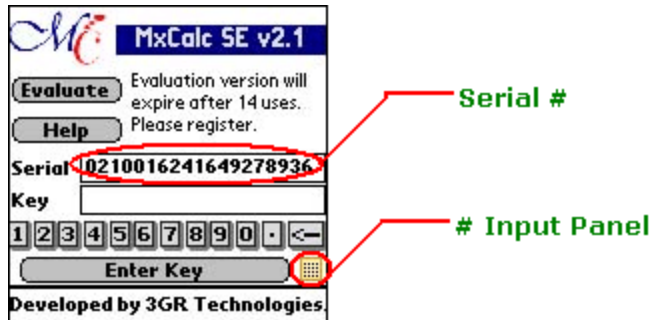 MC
MxCalc SE v2.1
Evaluate
Evaluation version will
expire after 14 uses.
Please register.
Help
Serial 0210016241649278936
Serial #
Key
1 2 3 4 5 6 7 8 9 0 . <-
# Input Panel
Enter Key
Developed by 3GR Technologies.